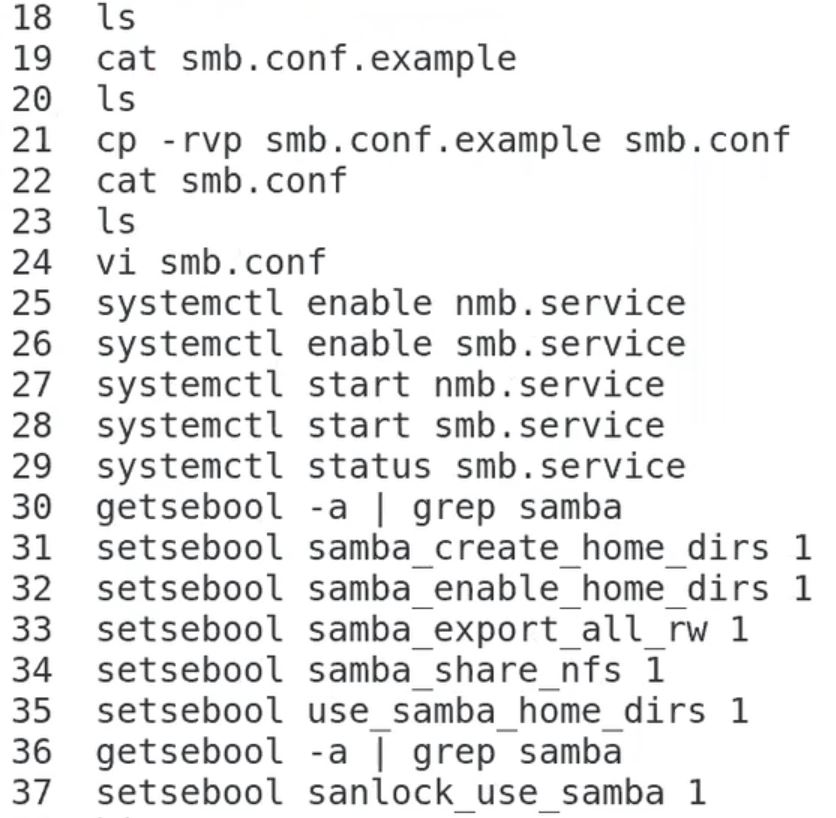 18 ls
19 cat smb.conf.example
20 ls
21 cp -rvp smb.conf.example smb.conf
22 cat smb.conf
23 ls
24 vi smb.conf
25 systemctl enable nmb.service
26 systemctl enable smb.service
27 systemctl start nmb.service
28 systemctl start smb.service
29 systemctl status smb.service
30 getsebool -a | grep samba
31 setsebool samba_create_home_dirs 1
32 setsebool samba_enable_home_dirs 1
33 setsebool samba_export_all_rw 1
34 setsebool samba_share_nfs 1
35 setsebool use_samba_home_dirs 1
36 getsebool -a | grep samba
37 setsebool sanlock_use_samba 1